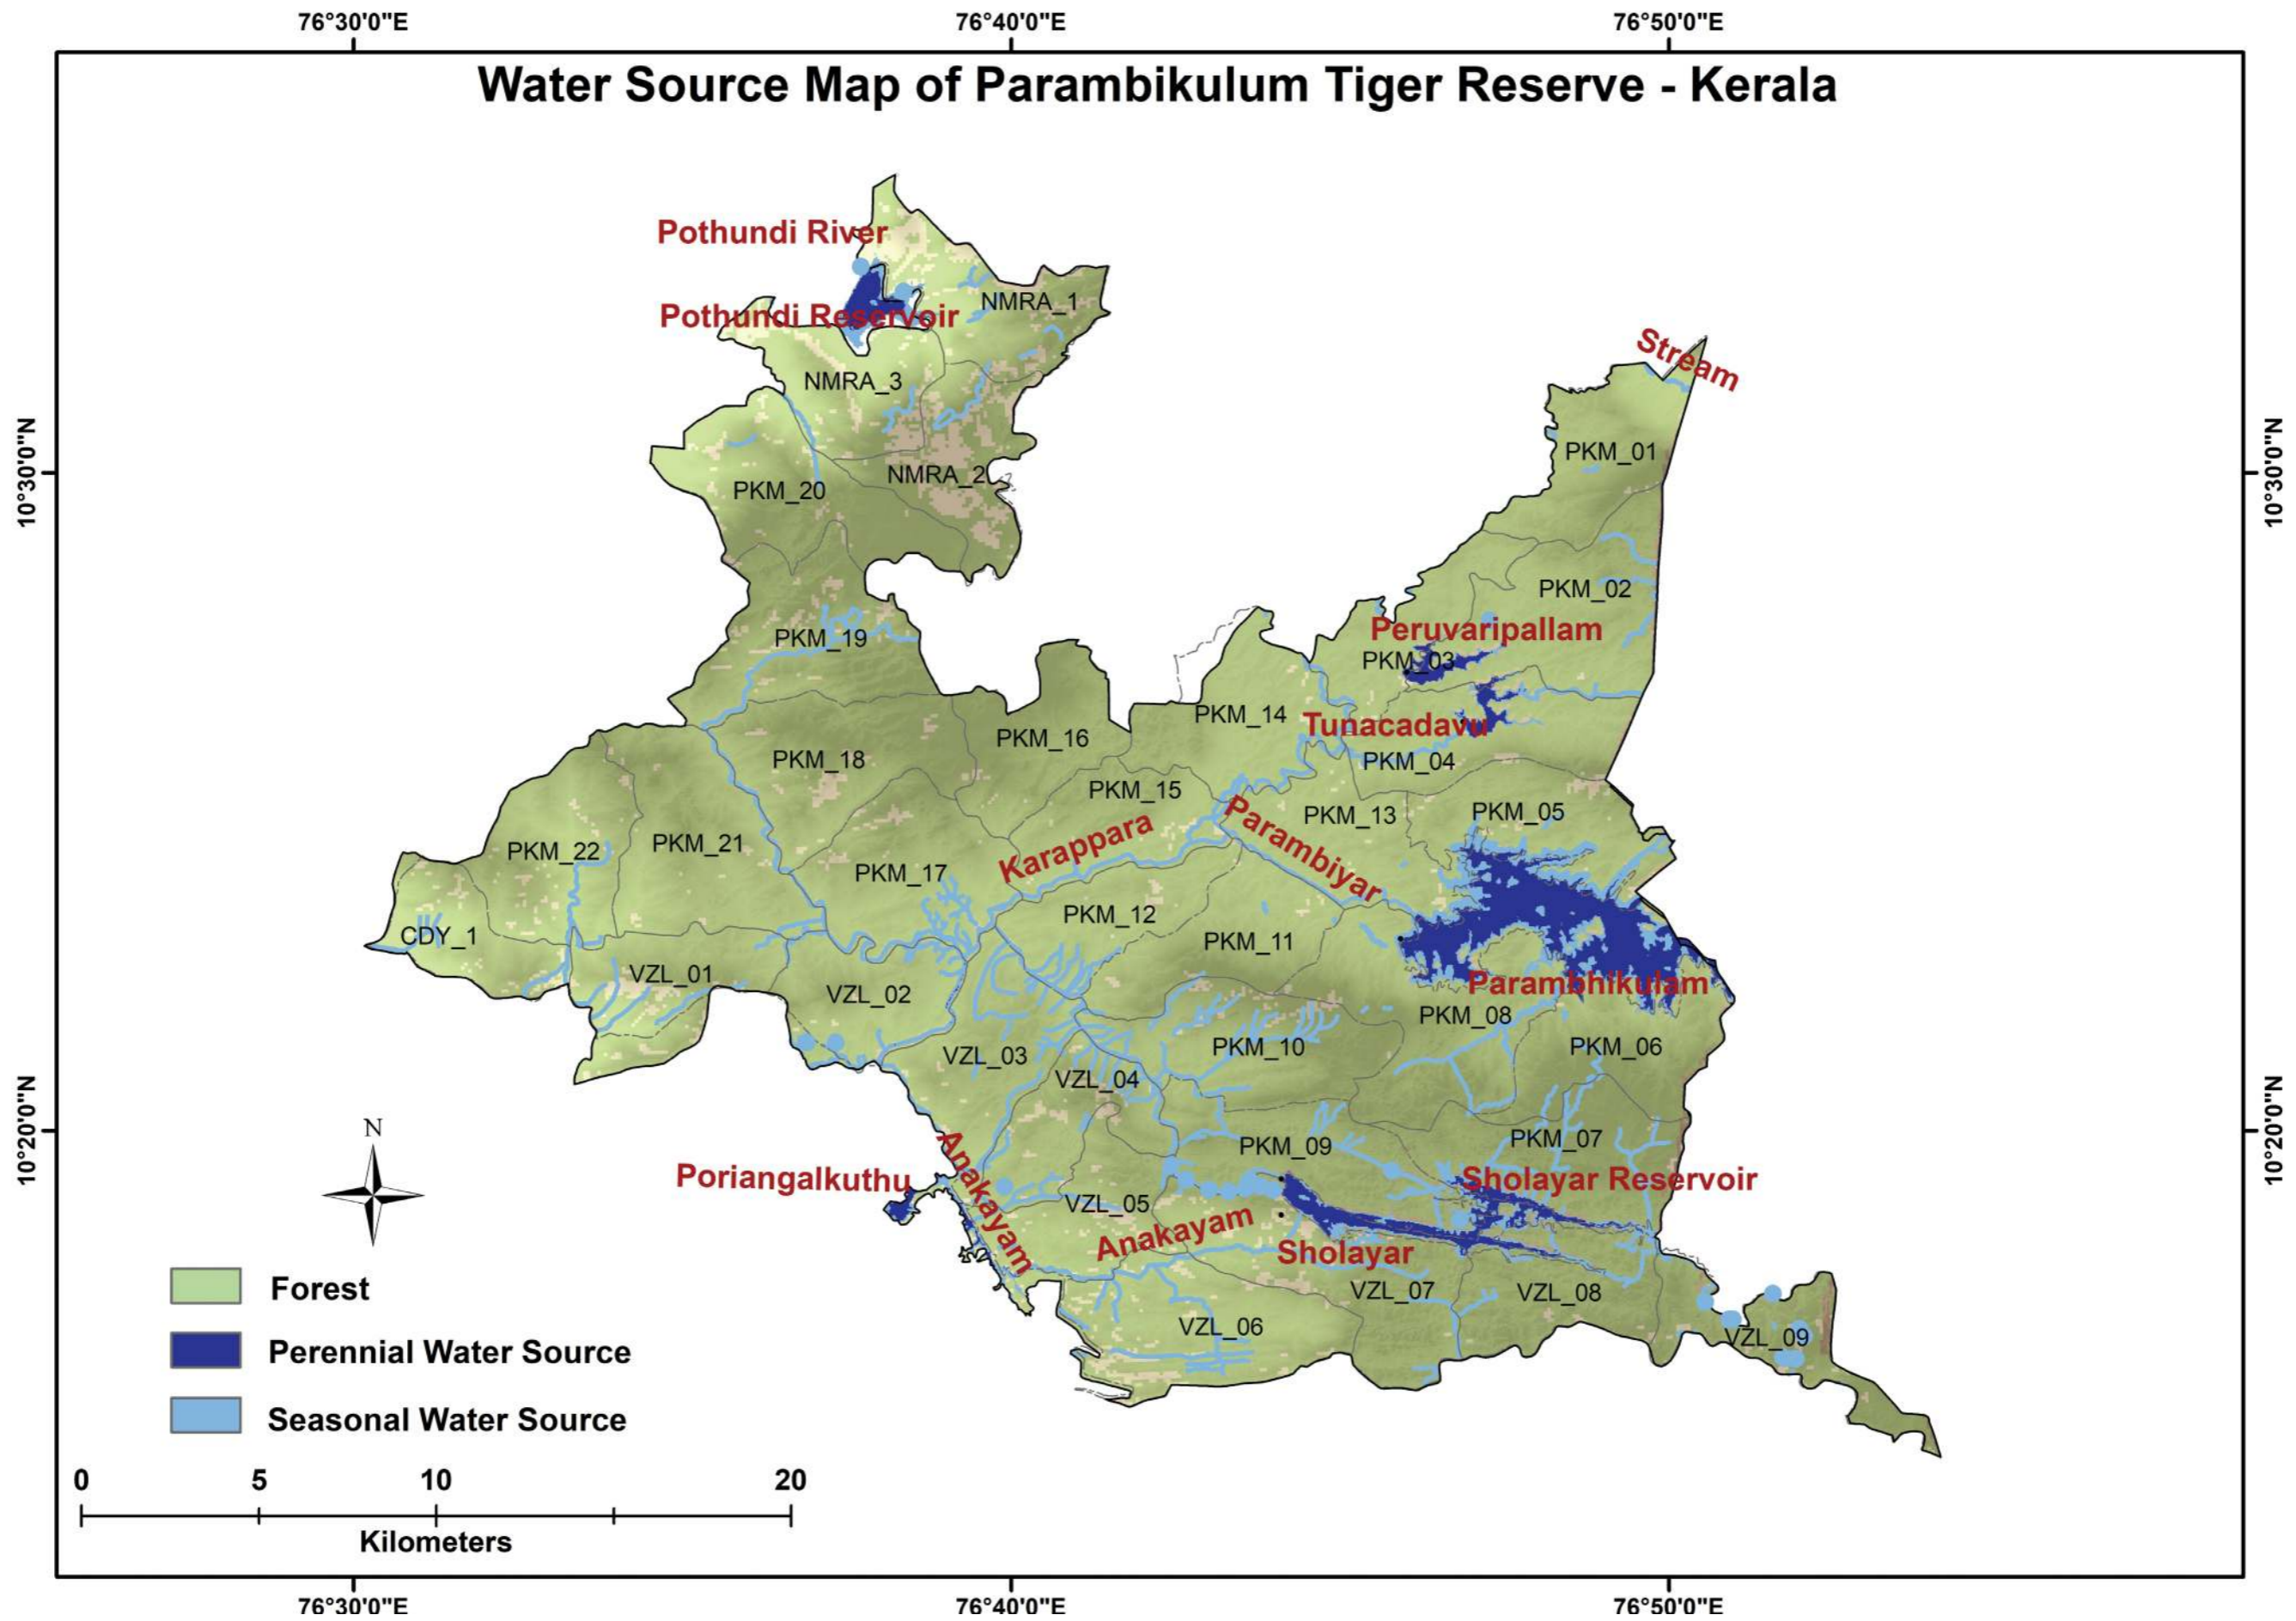 76°30'0"E 76°40'0"E 76°50'0"E
Water Source Map of Parambikulum Tiger Reserve - Kerala
Pothundi River
Pothundi Reservoir
NMRA_1
Stream
NMRA_3
PKM_01
10°30'0"N 10°30'0"N
NMRA_2
PKM_20
PKM_02
Peruvaripallam
PKM_19
PKM_03
PKM_14
Tunacadavu
PKM_16
PKM_18
PKM_04
PKM_15
PKM_05
PKM_13
Karappara
Parambiyar
PKM_22
PKM_21
PKM_17
PKM_12
CDY_1
PKM_11
VZL_01
Parambhikulam
VZL_02
PKM_08
PKM_10
PKM_06
VZL_03
VZL_04
10°20'0"N 10°20'0"N
N
PKM_07
PKM_09
Poriangalkuthu
Anakayam
Sholayar Reservoir
VZL_05
Anakayam
Sholayar
VZL_07
VZL_08
VZL_06
VZL_09
Forest
Perennial Water Source
Seasonal Water Source
0 5 10 20
Kilometers
76°30'0"E 76°40'0"E 76°50'0"E